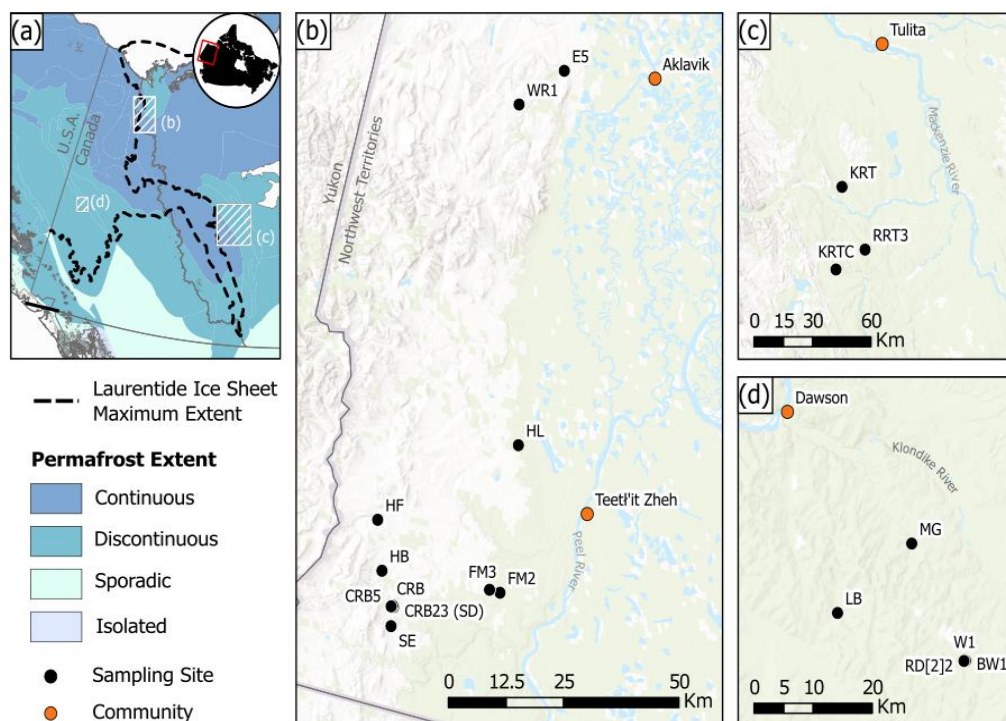 (a)
U.S.A.
Canada
(b)
(d)
(c)
Laurentide Ice Sheet
Maximum Extent
Permafrost Extent
Continuous
Discontinuous
Sporadic
Isolated
Sampling Site
Community
(b)
E5
Aklavik
WR1
Yukon
Northwest Territories
HL
HF
Teetł'it Zheh
HB
Peel River
FM3
FM2
CRB5
CRB
CRB23 (SD)
SE
0 12.5 25 50
Km
(c)
Tulita
Mackenzie River
KRT
RRT3
KRTC
0 15 30 60
Km
(d)
Dawson
Klondike River
MG
LB
W1
RD[2]2
BW1
0 5 10 20
Km